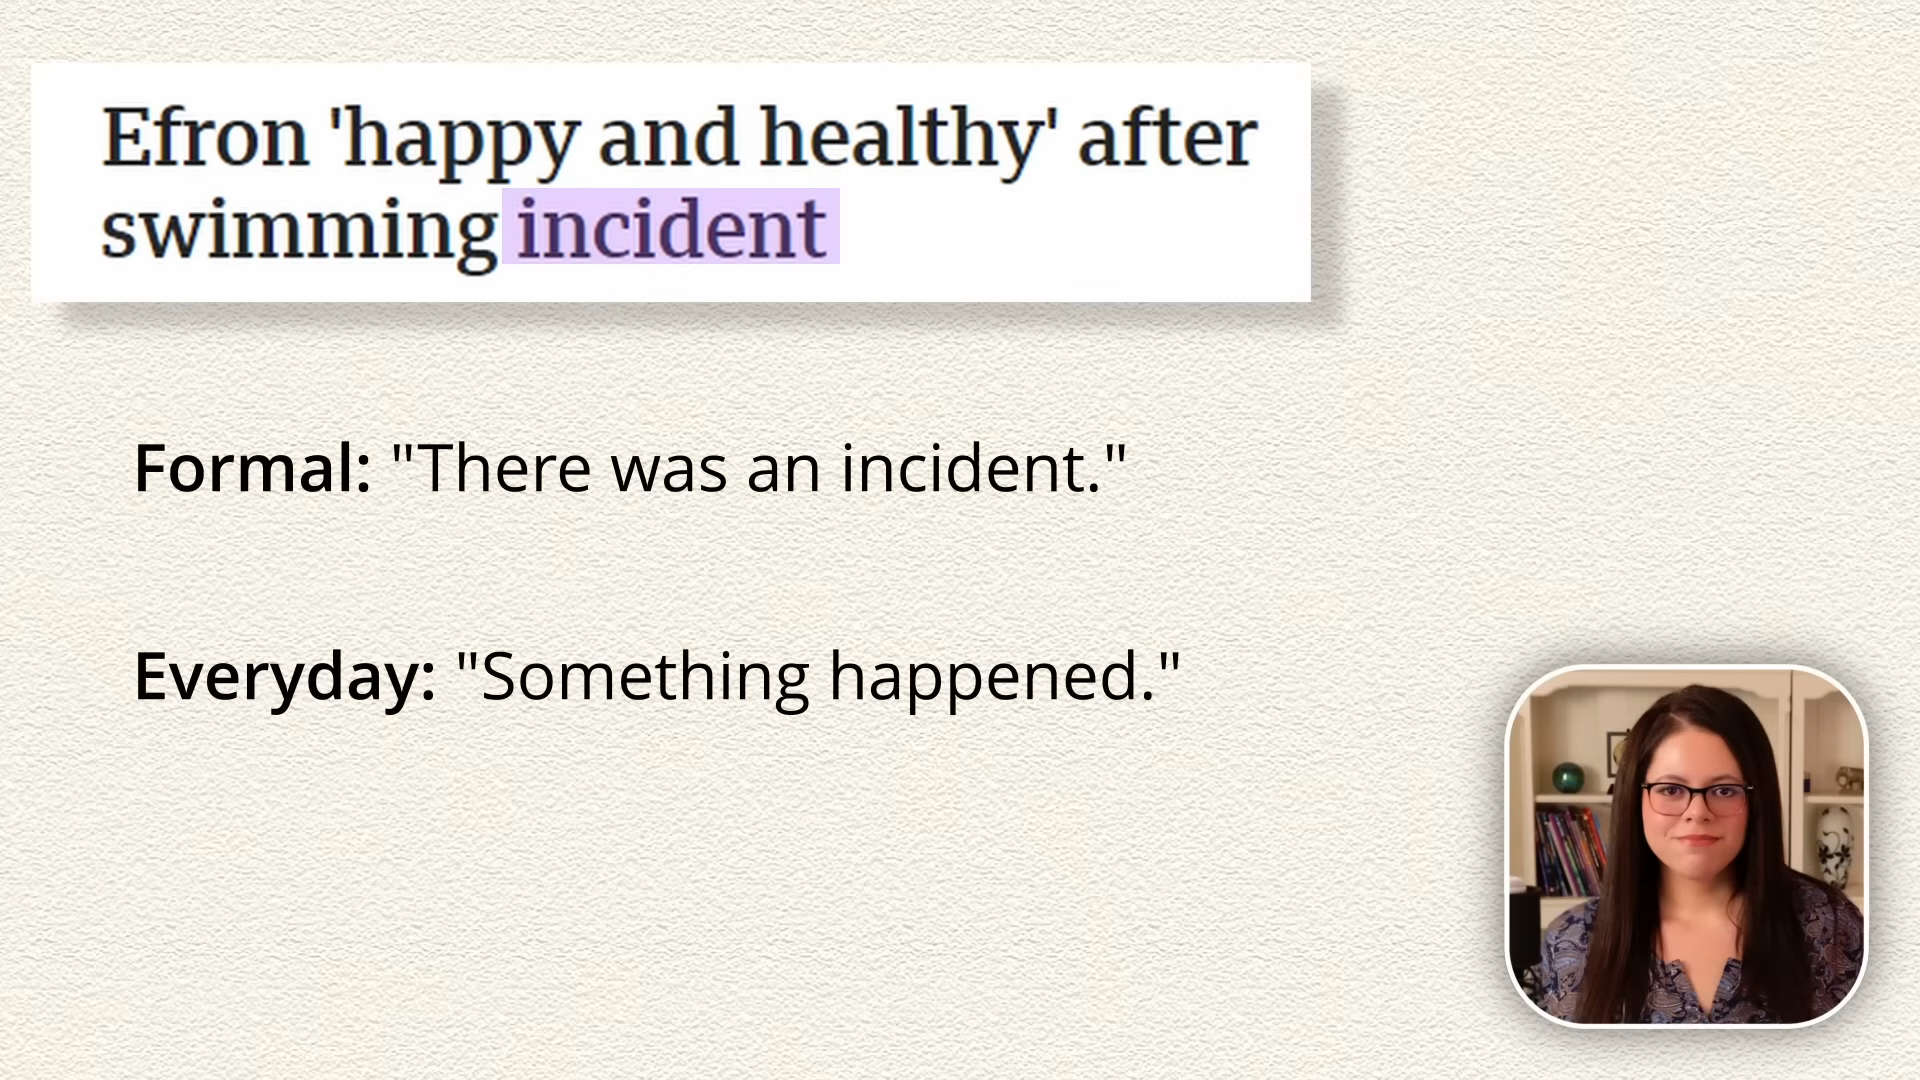 Efron 'happy and healthy' after
swimming incident
Formal: "There was an incident."
Everyday: "Something happened."